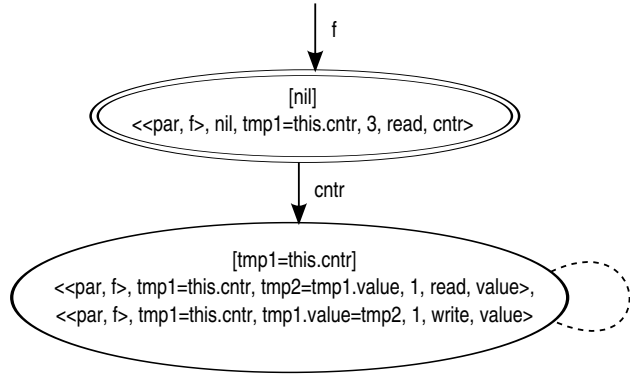 f
[nil]
<<par, f>, nil, tmp1=this.cntr, 3, read, cntr>
cntr
[tmp1=this.cntr]
<<par, f>, tmp1=this.cntr, tmp2=tmp1.value, 1, read, value>,
<<par, f>, tmp1=this.cntr, tmp1.value=tmp2, 1, write, value>